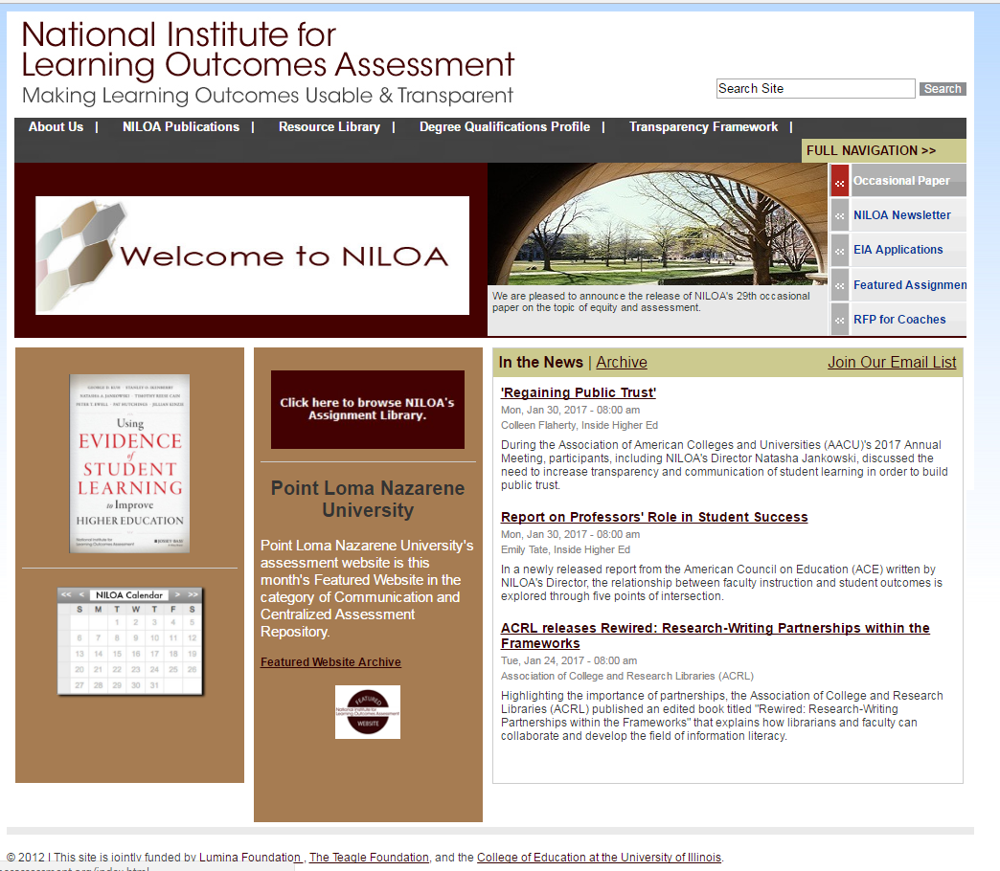 National Institute for
Learning Outcomes Assessment
Making Learning Outcomes Usable & Transparent
Search Site
Search
About Us |
NILOA Publications |
Resource Library |
Degree Qualifications Profile |
Transparency Framework |
FULL NAVIGATION >>
Welcome to NILOA
We are pleased to announce the release of NILOA's 29th occasional
paper on the topic of equity and assessment.
<< Occasional Paper
<< NILOA Newsletter
<< EIA Applications
<< Featured Assignmen
<< RFP for Coaches
GEORGE D. KUH · STANLEY O. IKENBERRY
NATASHA A. JANKOWSKI · TIMOTHY REESE CAIN
PETER T. EWELL · PAT HUTCHINGS · JILLIAN KINZIE
Using
EVIDENCE
of
STUDENT
LEARNING
to Improve
HIGHER EDUCATION
National Institute for
Learning Outcomes Assessment
JOSSEY-BASS
<< < NILOA Calendar > >>
S M T W T F S
1 2 3 4 5
6 7 8 9 10 11 12
13 14 15 16 17 18 19
20 21 22 23 24 25 26
27 28 29 30 31
Click here to browse NILOA's
Assignment Library.
Point Loma Nazarene
University
Point Loma Nazarene University's
assessment website is this
month's Featured Website in the
category of Communication and
Centralized Assessment
Repository.
Featured Website Archive
FEATURED
National Institute for
Learning Outcomes Assessment
WEBSITE
In the News | Archive
Join Our Email List
'Regaining Public Trust'
Mon, Jan 30, 2017 - 08:00 am
Colleen Flaherty, Inside Higher Ed
During the Association of American Colleges and Universities (AACU)'s 2017 Annual
Meeting, participants, including NILOA's Director Natasha Jankowski, discussed the
need to increase transparency and communication of student learning in order to build
public trust.
Report on Professors' Role in Student Success
Mon, Jan 30, 2017 - 08:00 am
Emily Tate, Inside Higher Ed
In a newly released report from the American Council on Education (ACE) written by
NILOA's Director, the relationship between faculty instruction and student outcomes is
explored through five points of intersection.
ACRL releases Rewired: Research-Writing Partnerships within the
Frameworks
Tue, Jan 24, 2017 - 08:00 am
Association of College and Research Libraries (ACRL)
Highlighting the importance of partnerships, the Association of College and Research
Libraries (ACRL) published an edited book titled "Rewired: Research-Writing
Partnerships within the Frameworks" that explains how librarians and faculty can
collaborate and develop the field of information literacy.
© 2012 | This site is jointly funded by Lumina Foundation , The Teagle Foundation, and the College of Education at the University of Illinois.